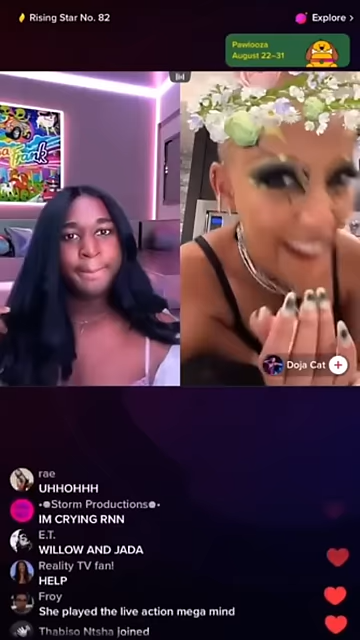 Rising Star No. 82
Explore >
Pawlooza
August 22–31
Frank
Doja Cat
rae
UHHOHHH
•●Storm Productions●•
IM CRYING RNN
E.T.
WILLOW AND JADA
Reality TV fan!
HELP
Froy
She played the live action mega mind
Thabiso Ntsha joined